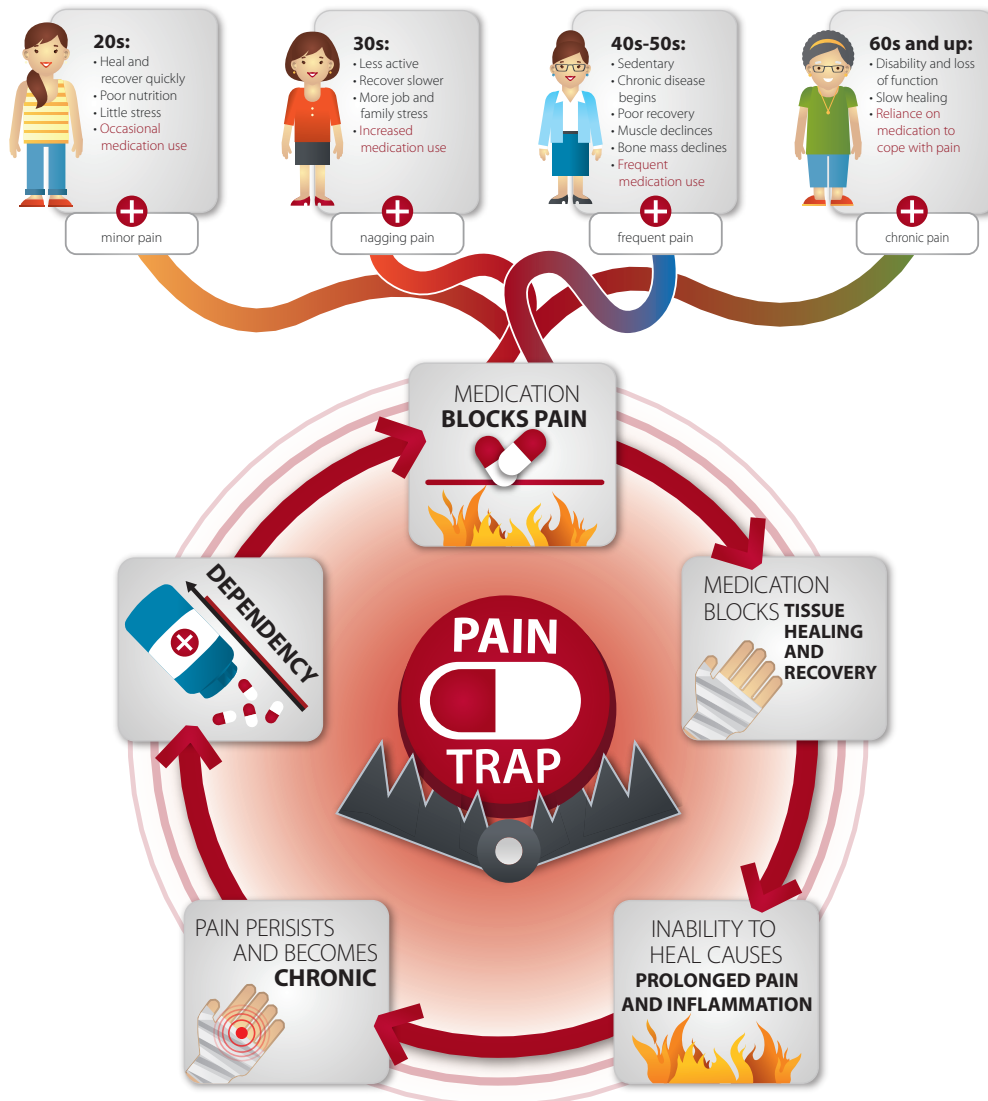 20s:
• Heal and
recover quickly
• Poor nutrition
• Little stress
• Occasional
medication use
minor pain
30s:
• Less active
• Recover slower
• More job and
family stress
• Increased
medication use
nagging pain
40s-50s:
• Sedentary
• Chronic disease
begins
• Poor recovery
• Muscle declinces
• Bone mass declines
• Frequent
medication use
frequent pain
60s and up:
• Disability and loss
of function
• Slow healing
• Reliance on
medication to
cope with pain
chronic pain
MEDICATION
BLOCKS PAIN
MEDICATION
BLOCKS TISSUE
HEALING
AND
RECOVERY
INABILITY TO
HEAL CAUSES
PROLONGED PAIN
AND INFLAMMATION
PAIN PERISISTS
AND BECOMES
CHRONIC
DEPENDENCY
PAIN
TRAP